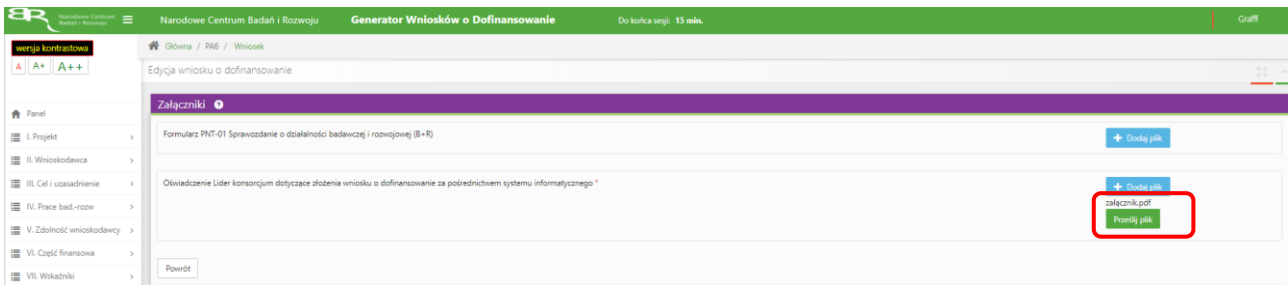 Narodowe Centrum
Badań i Rozwoju
Narodowe Centrum Badań i Rozwoju
Generator Wniosków o Dofinansowanie
Do końca sesji: 15 min.
Grafff
wersja kontrastowa
A A+ A++
Główna / PA6 / Wniosek
Edycja wniosku o dofinansowanie
Panel
I. Projekt
II. Wnioskodawca
III. Cel i uzasadnienie
IV. Prace bad.-rozw
V. Zdolność wnioskodawcy
VI. Część finansowa
VII. Wskaźniki
Załączniki
Formularz PNT-01 Sprawozdanie o działalności badawczej i rozwojowej (B+R)
+ Dodaj plik
Oświadczenie Lider konsorcjum dotyczące złożenia wniosku o dofinansowanie za pośrednictwem systemu informatycznego *
+ Dodaj plik
załącznik.pdf
Prześlij plik
Powrót